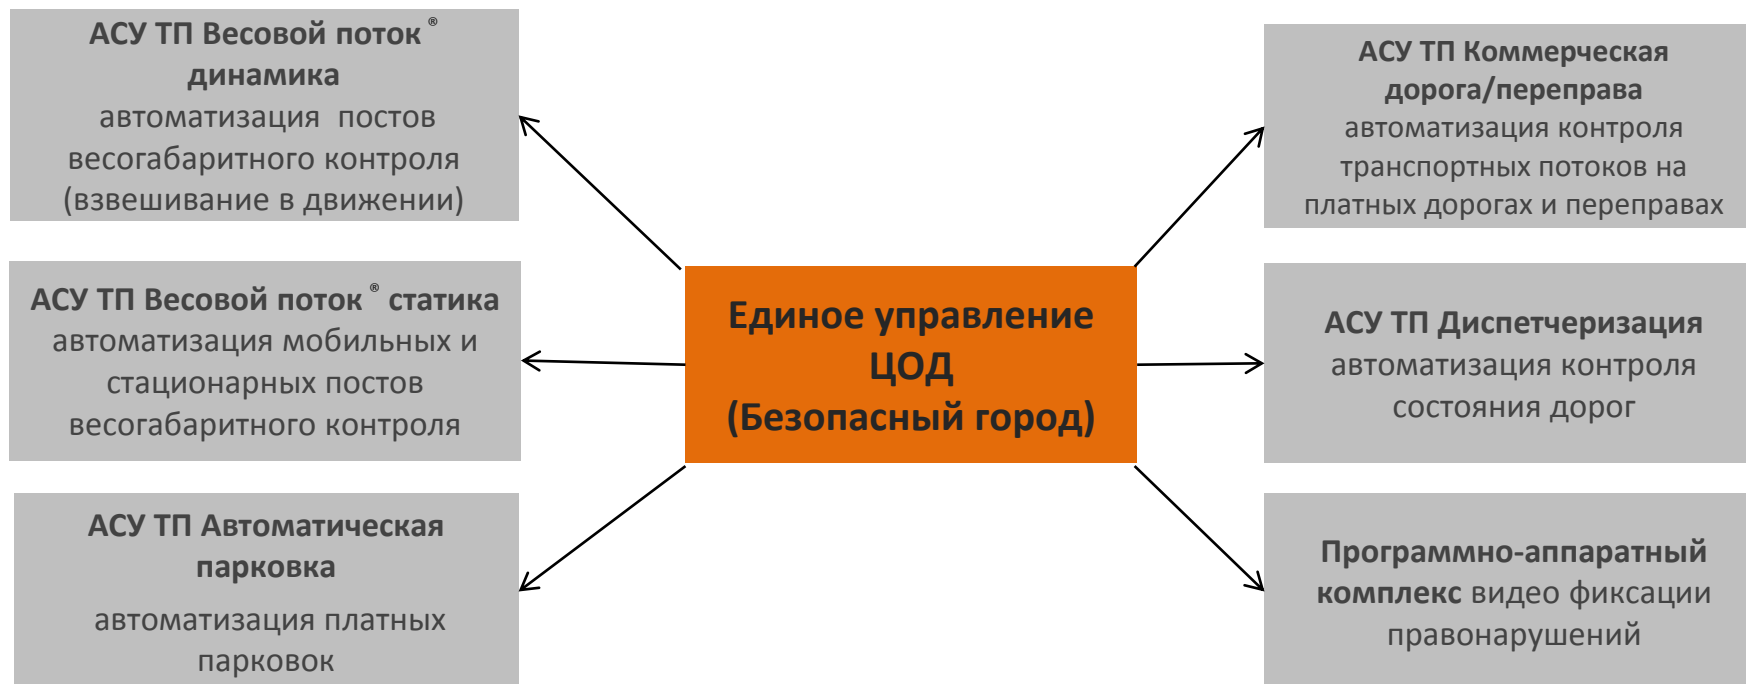 АСУ ТП Весовой поток ®
динамика
автоматизация постов
весогабаритного контроля
(взвешивание в движении)
АСУ ТП Весовой поток ® статика
автоматизация мобильных и
стационарных постов
весогабаритного контроля
АСУ ТП Автоматическая
парковка
автоматизация платных
парковок
Единое управление
ЦОД
(Безопасный город)
АСУ ТП Коммерческая
дорога/переправа
автоматизация контроля
транспортных потоков на
платных дорогах и переправах
АСУ ТП Диспетчеризация
автоматизация контроля
состояния дорог
Программно-аппаратный
комплекс видео фиксации
правонарушений